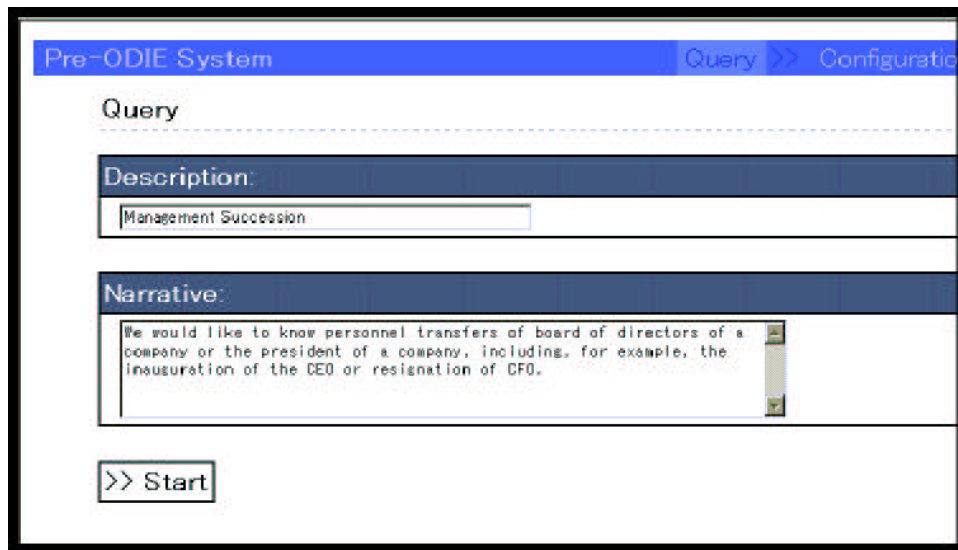 Pre-ODIE System Query >> Configuratio
Query
Description:
Management Succession
Narrative:
We would like to know personnel transfers of board of directors of a
company or the president of a company, including, for example, the
inauguration of the CEO or resignation of CFO.
>> Start